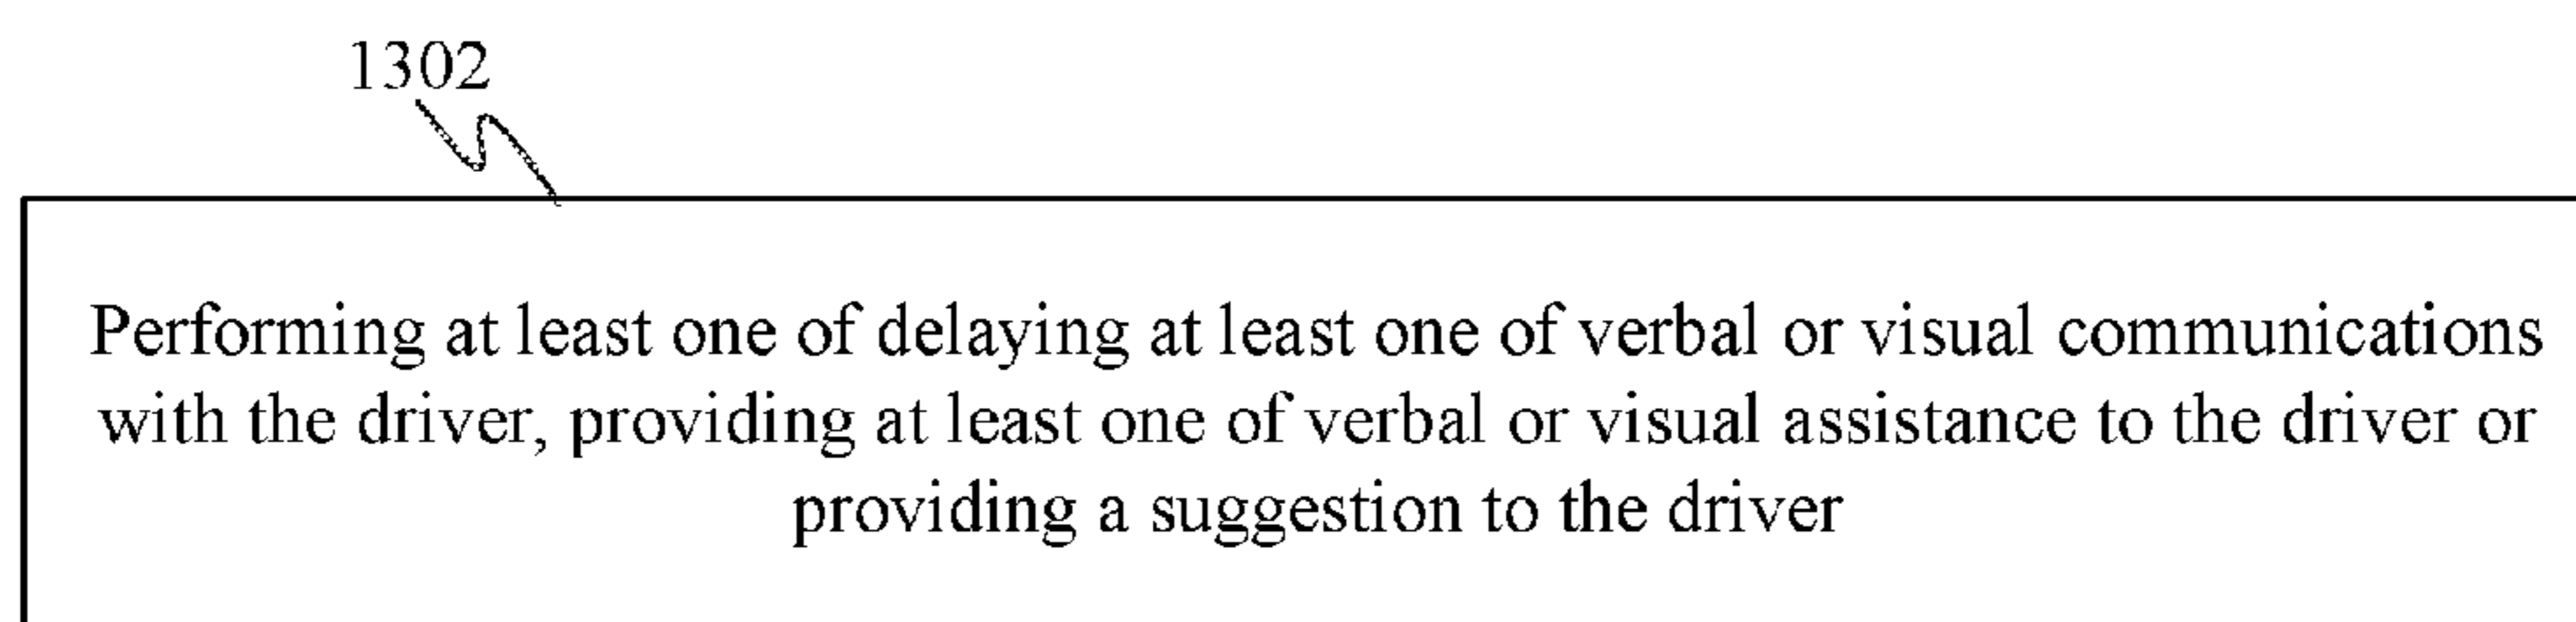 1302
Performing at least one of delaying at least one of verbal or visual communications
with the driver, providing at least one of verbal or visual assistance to the driver or
providing a suggestion to the driver